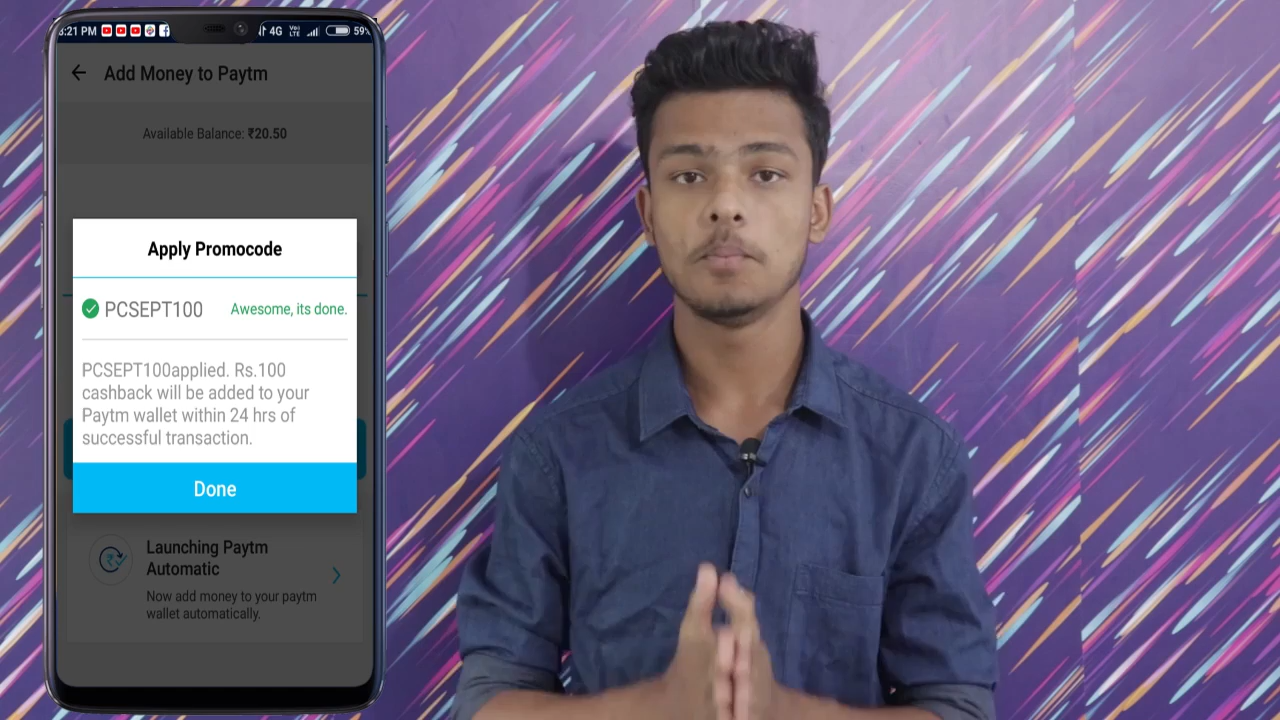 :21 PM
4G
VoLTE
59%
Add Money to Paytm
Available Balance: ₹20.50
Apply Promocode
PCSEPT100
Awesome, its done.
PCSEPT100applied. Rs.100
cashback will be added to your
Paytm wallet within 24 hrs of
successful transaction.
Done
Launching Paytm
Automatic
Now add money to your paytm
wallet automatically.